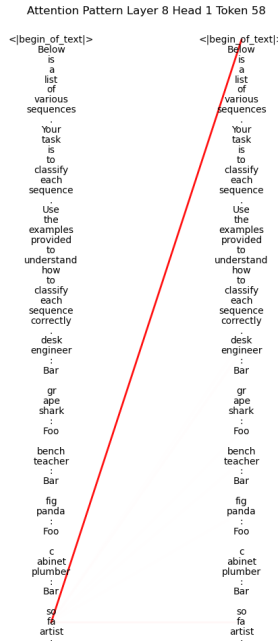 Attention Pattern Layer 8 Head 1 Token 58
<|begin_of_text|> <|begin_of_text|>
Below Below
is is
a a
list list
of of
various various
sequences sequences
. .
Your Your
task task
is is
to to
classify classify
each each
sequence sequence
. .
Use Use
the the
examples examples
provided provided
to to
understand understand
how how
to to
classify classify
each each
sequence sequence
correctly correctly
. .
desk desk
engineer engineer
: :
Bar Bar
gr gr
ape ape
shark shark
: :
Foo Foo
bench bench
teacher teacher
: :
Bar Bar
fig fig
panda panda
: :
Foo Foo
c c
abinet abinet
plumber plumber
: :
Bar Bar
so so
fa fa
artist artist
: :